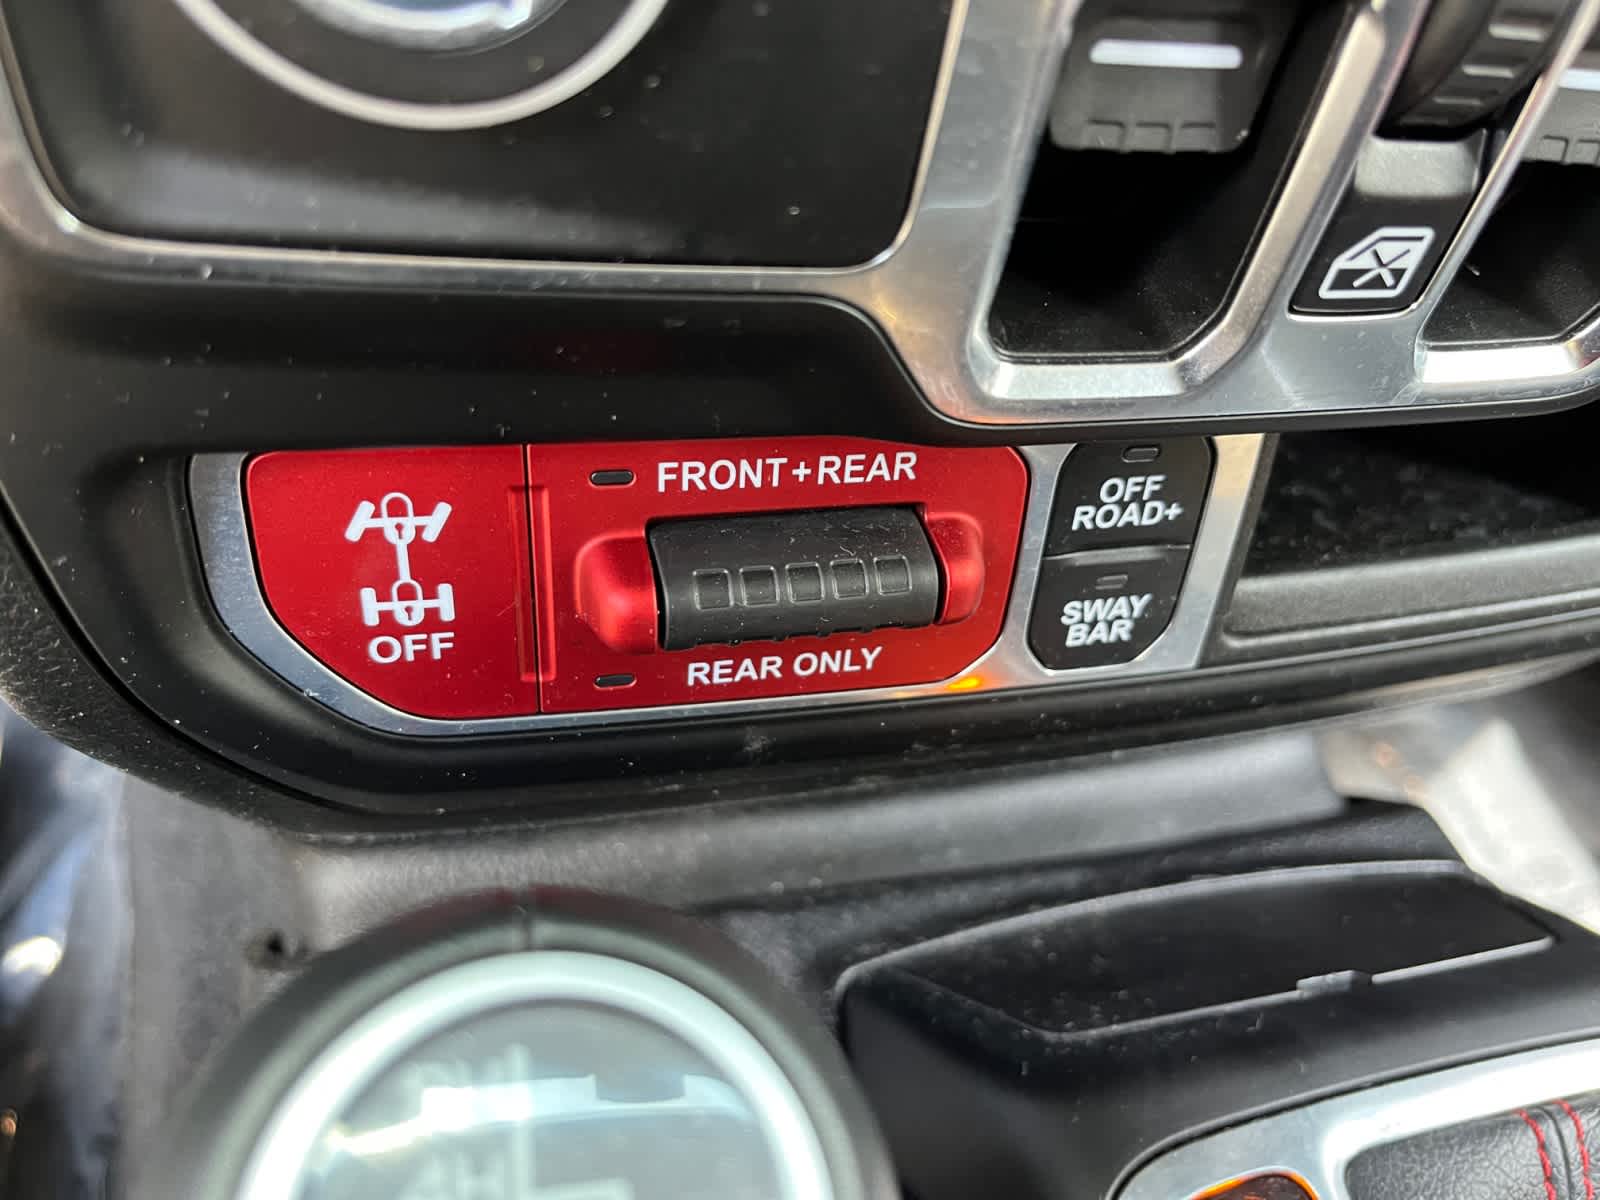 FRONT+REAR
OFF
REAR ONLY
OFF
ROAD+
SWAY
BAR